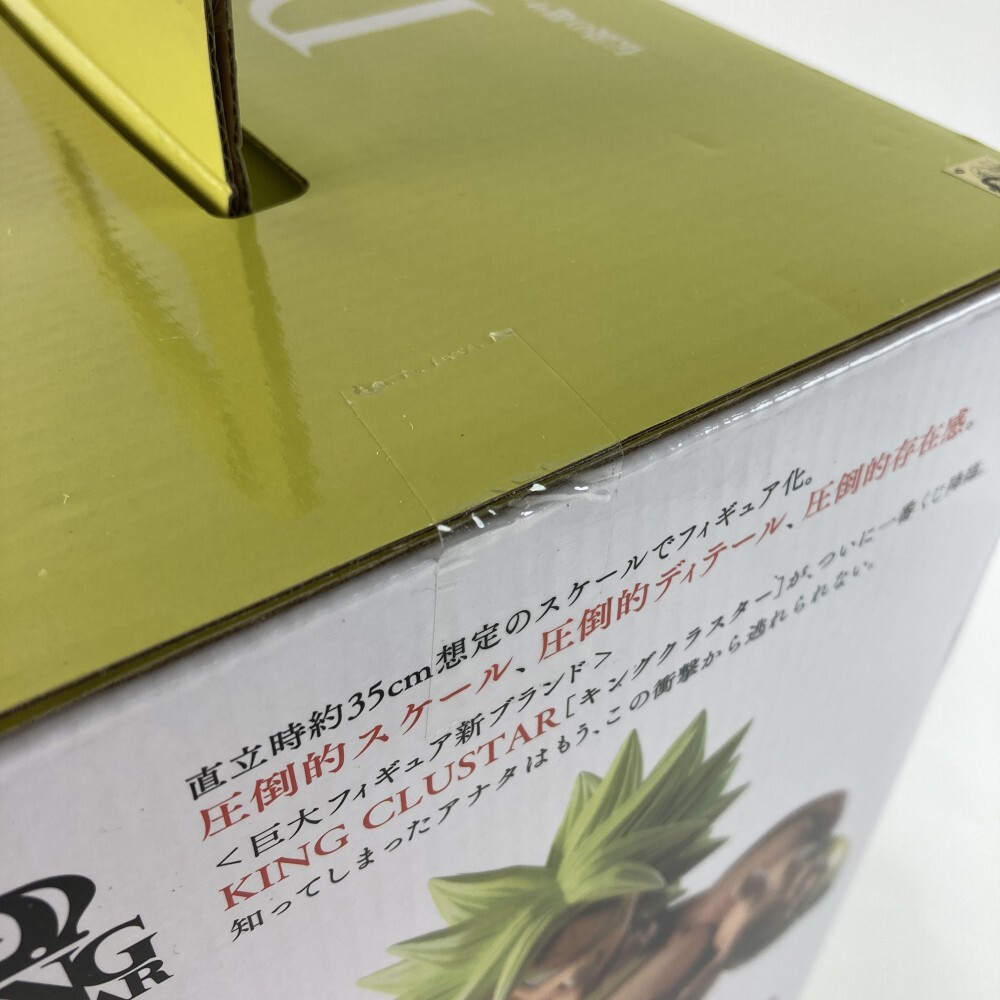 D
直立時約35cm想定のスケールでフィギュア化。
圧倒的スケール、圧倒的ディテール、圧倒的存在感。
＜巨大フィギュア新ブランド＞
KING CLUSTAR［キングクラスター］が、ついに一番くじ降臨。
知ってしまったアナタはもう、この衝撃から逃れられない。